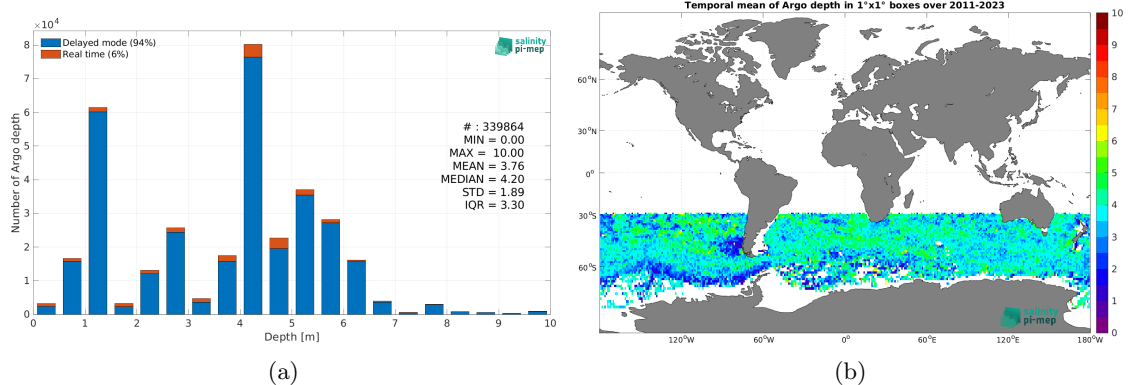 ×10⁴
Delayed mode (94%)
Real time (6%)
salinity
pi-mep
Number of Argo depth
8
7
6
5
4
3
2
1
0
# : 339864
MIN = 0.00
MAX = 10.00
MEAN = 3.76
MEDIAN = 4.20
STD = 1.89
IQR = 3.30
0 1 2 3 4 5 6 7 8 9 10
Depth [m]
(a)
Temporal mean of Argo depth in 1°x1° boxes over 2011-2023
60°N
30°N
0°
30°S
60°S
120°W 60°W 0° 60°E 120°E 180°W
salinity
pi-mep
10
9
8
7
6
5
4
3
2
1
0
(b)